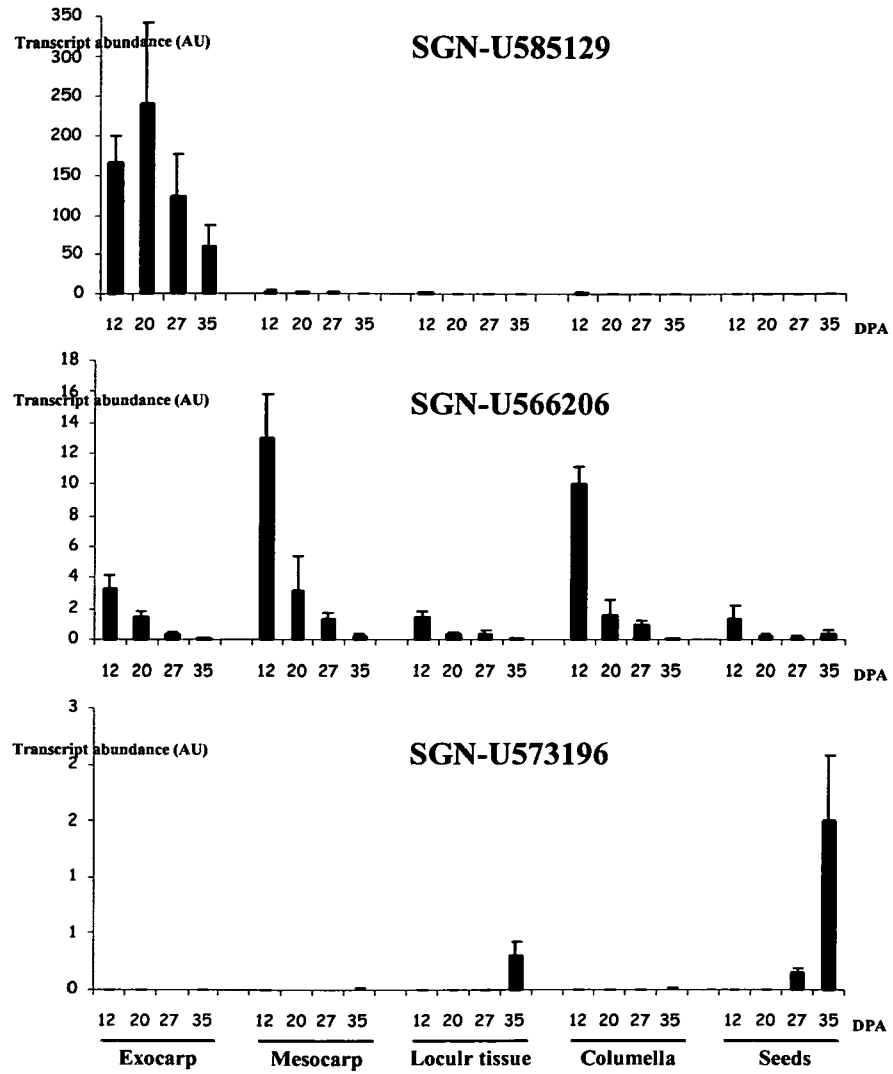 350
Transcript abundance (AU)
SGN-U585129
300
250
200
150
100
50
0
12 20 27 35 12 20 27 35 12 20 27 35 12 20 27 35 12 20 27 35 DPA
18
16
Transcript abundance (AU)
SGN-U566206
14
12
10
8
6
4
2
0
12 20 27 35 12 20 27 35 12 20 27 35 12 20 27 35 12 20 27 35 DPA
3
Transcript abundance (AU)
SGN-U573196
2
2
1
1
0
12 20 27 35 12 20 27 35 12 20 27 35 12 20 27 35 12 20 27 35 DPA
Exocarp Mesocarp Loculr tissue Columella Seeds